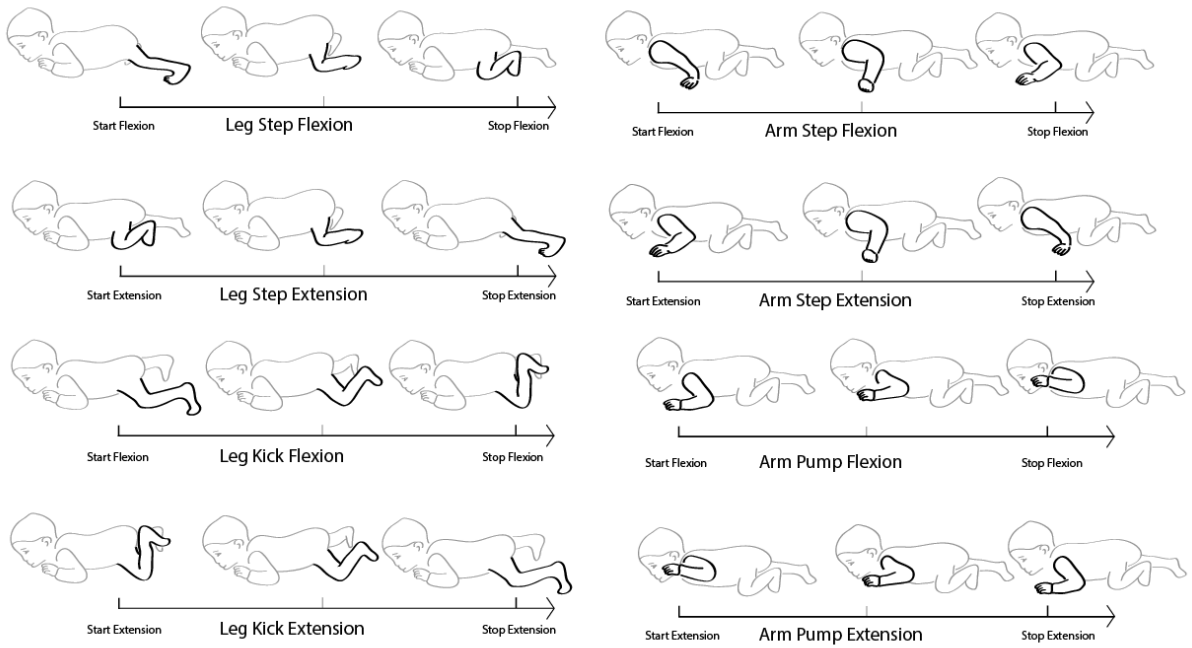 Start Flexion
Leg Step Flexion
Stop Flexion
Start Flexion
Arm Step Flexion
Stop Flexion
Start Extension
Leg Step Extension
Stop Extension
Start Extension
Arm Step Extension
Stop Extension
Start Flexion
Leg Kick Flexion
Stop Flexion
Start Flexion
Arm Pump Flexion
Stop Flexion
Start Extension
Leg Kick Extension
Stop Extension
Start Extension
Arm Pump Extension
Stop Extension